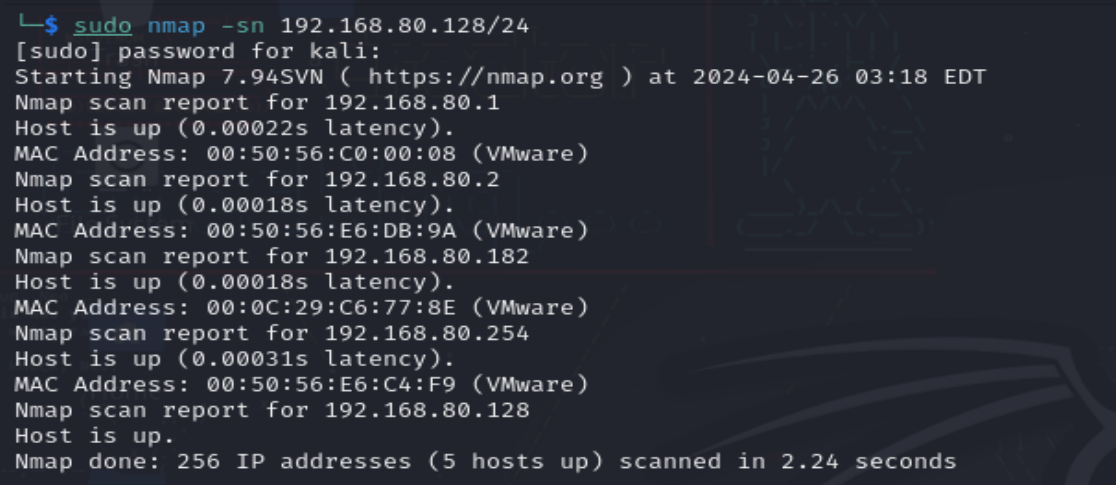 └─$ sudo nmap -sn 192.168.80.128/24
[sudo] password for kali:
Starting Nmap 7.94SVN ( https://nmap.org ) at 2024-04-26 03:18 EDT
Nmap scan report for 192.168.80.1
Host is up (0.00022s latency).
MAC Address: 00:50:56:C0:00:08 (VMware)
Nmap scan report for 192.168.80.2
Host is up (0.00018s latency).
MAC Address: 00:50:56:E6:DB:9A (VMware)
Nmap scan report for 192.168.80.182
Host is up (0.00018s latency).
MAC Address: 00:0C:29:C6:77:8E (VMware)
Nmap scan report for 192.168.80.254
Host is up (0.00031s latency).
MAC Address: 00:50:56:E6:C4:F9 (VMware)
Nmap scan report for 192.168.80.128
Host is up.
Nmap done: 256 IP addresses (5 hosts up) scanned in 2.24 seconds